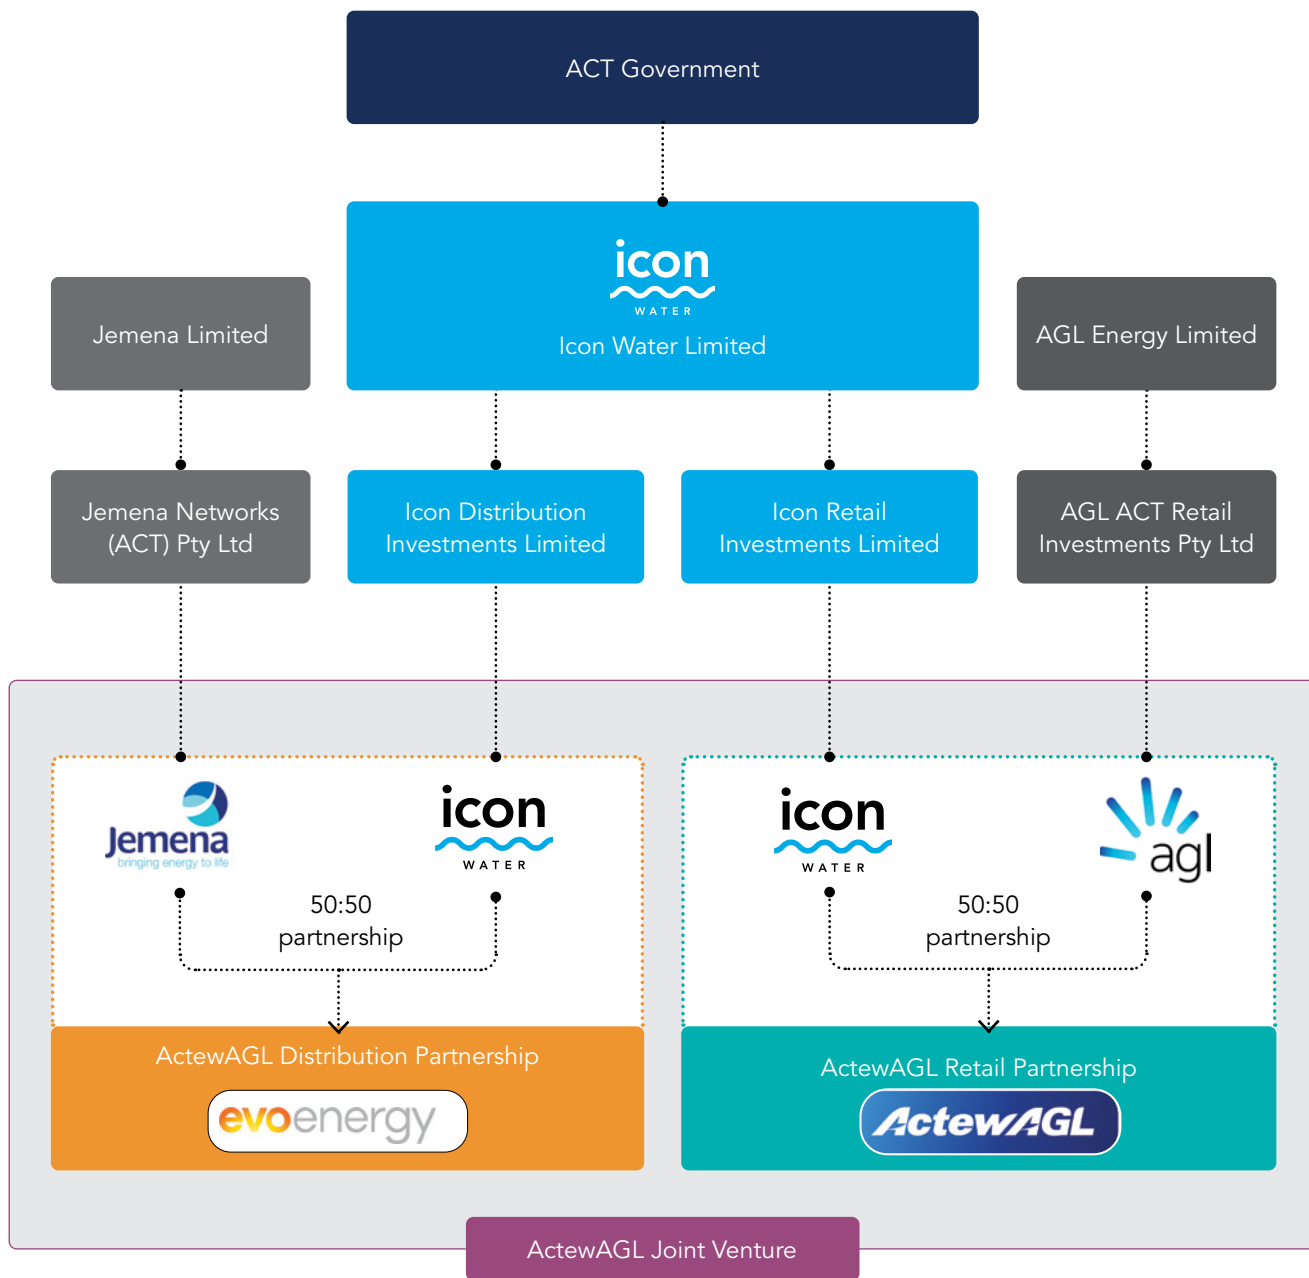 ACT Government
icon
WATER
Icon Water Limited
Jemena Limited
AGL Energy Limited
Jemena Networks
(ACT) Pty Ltd
Icon Distribution
Investments Limited
Icon Retail
Investments Limited
AGL ACT Retail
Investments Pty Ltd
Jemena
bringing energy to life
icon
WATER
icon
WATER
agl
50:50
partnership
50:50
partnership
ActewAGL Distribution Partnership
evoenergy
ActewAGL Retail Partnership
ActewAGL
ActewAGL Joint Venture